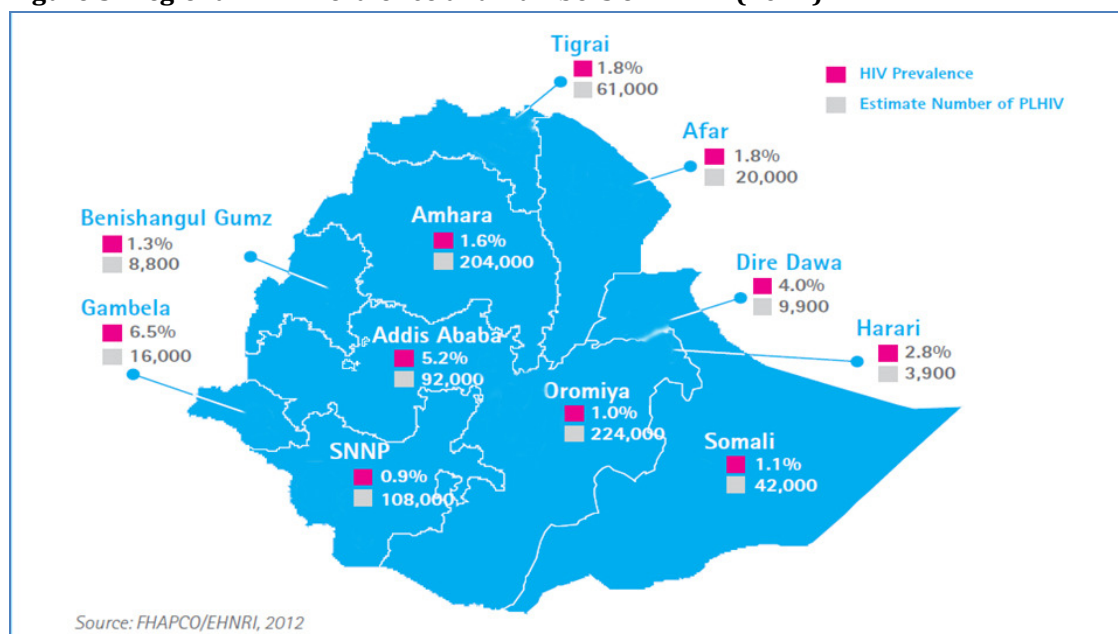 Tigrai
1.8%
61,000
HIV Prevalence
Estimate Number of PLHIV
Afar
1.8%
20,000
Benishangul Gumz
1.3%
8,800
Amhara
1.6%
204,000
Dire Dawa
4.0%
9,900
Gambela
6.5%
16,000
Addis Ababa
5.2%
92,000
Harari
2.8%
3,900
Oromiya
1.0%
224,000
Somali
1.1%
42,000
SNNP
0.9%
108,000
Source: FHAPCO/EHNRI, 2012